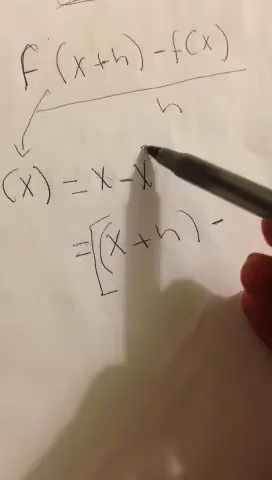 f (x+h) - f(x)
h
(x) = x - x
= [(x+h) -